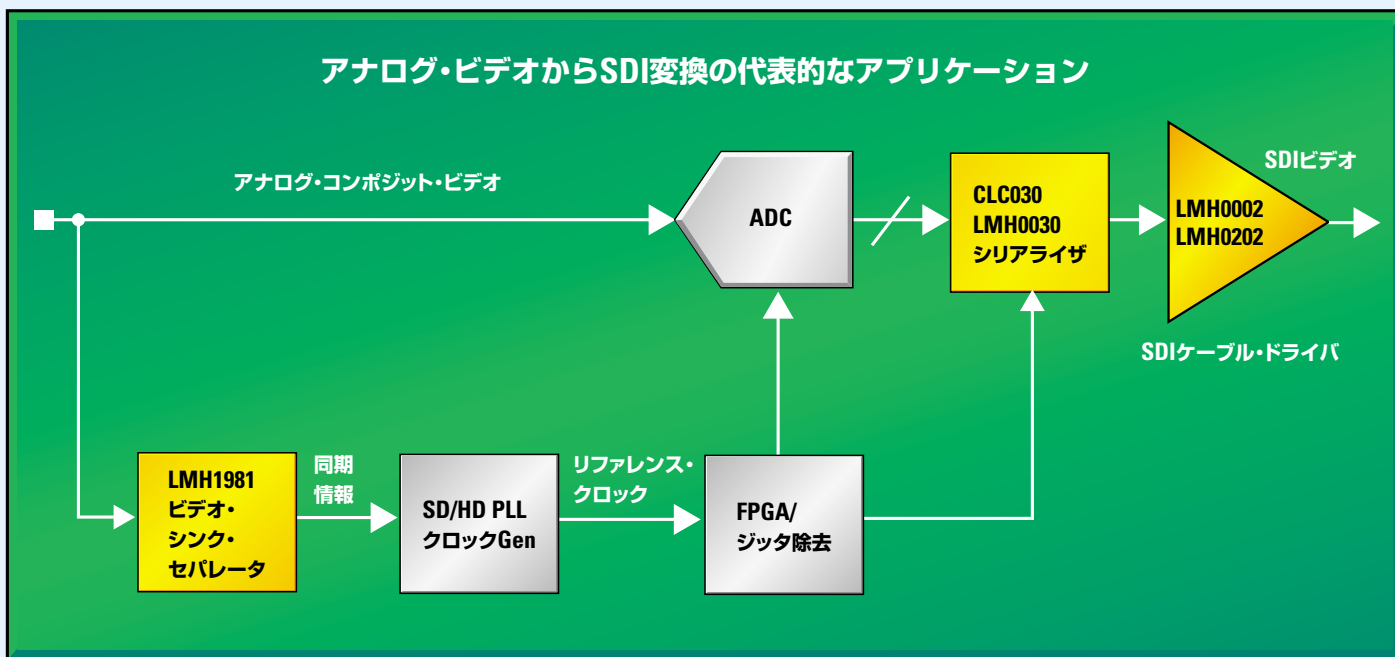 アナログ・ビデオからSDI変換の代表的なアプリケーション
アナログ・コンポジット・ビデオ
ADC
CLC030
LMH0030
シリアライザ
SDIビデオ
LMH0002
LMH0202
SDIケーブル・ドライバ
LMH1981
ビデオ・
シンク・
セパレータ
同期
情報
SD/HD PLL
クロックGen
リファレンス・
クロック
FPGA/
ジッタ除去